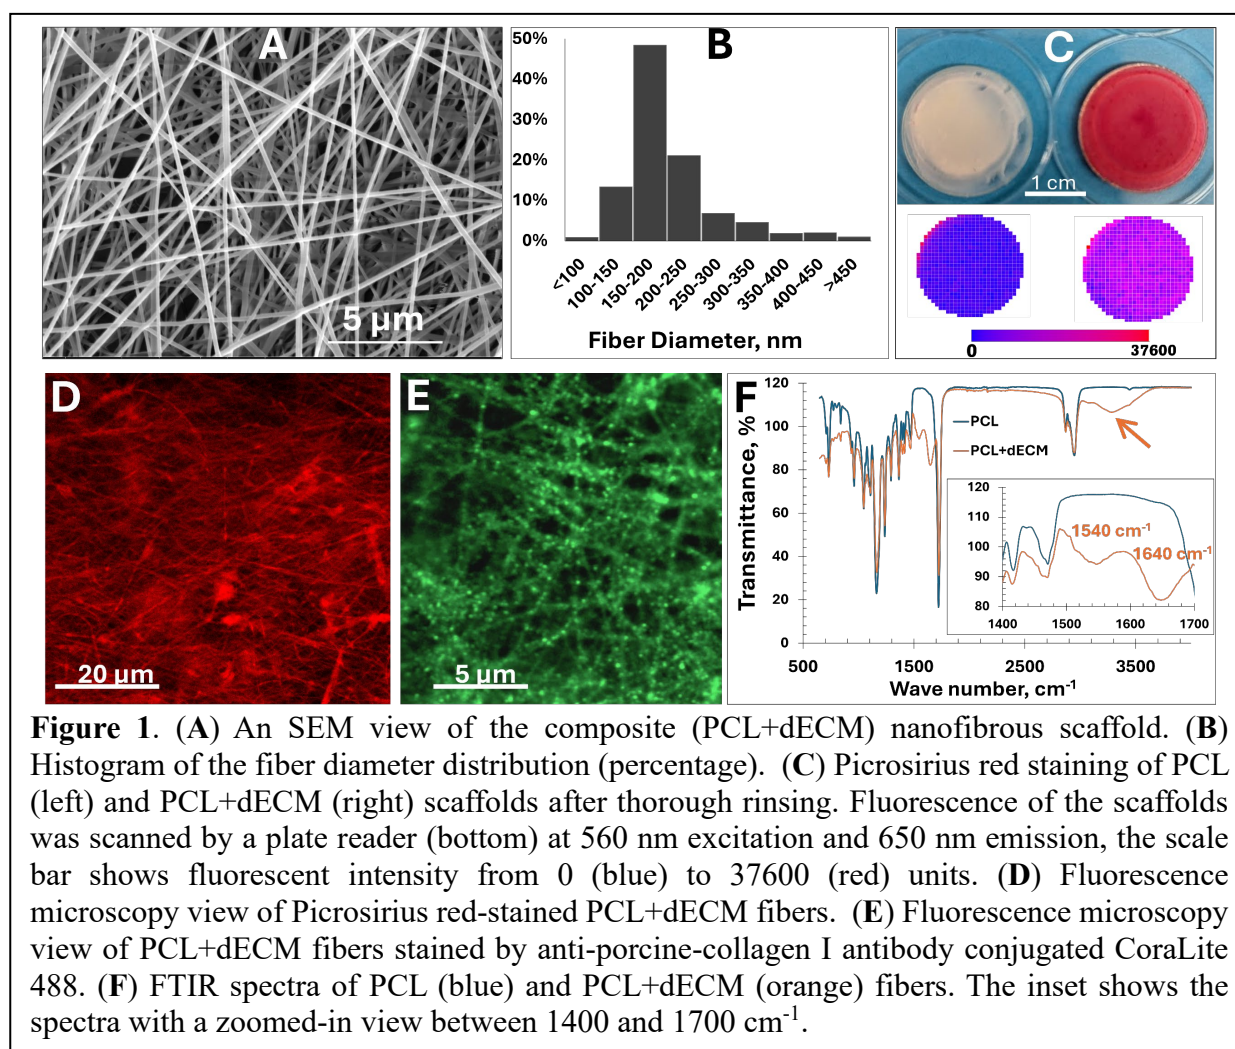 A
5 µm
B
50%
40%
30%
20%
10%
0%
<100
100-150
150-200
200-250
250-300
300-350
350-400
400-450
>450
Fiber Diameter, nm
C
1 cm
0
37600
D
20 µm
E
5 µm
F
120
100
80
60
40
20
0
Transmittance, %
PCL
PCL+dECM
120
110
100
90
80
1540 cm-1
1640 cm-1
1400
1500
1600
1700
500
1500
2500
3500
Wave number, cm-1
Figure 1. (A) An SEM view of the composite (PCL+dECM) nanofibrous scaffold. (B)
Histogram of the fiber diameter distribution (percentage). (C) Picrosirius red staining of PCL
(left) and PCL+dECM (right) scaffolds after thorough rinsing. Fluorescence of the scaffolds
was scanned by a plate reader (bottom) at 560 nm excitation and 650 nm emission, the scale
bar shows fluorescent intensity from 0 (blue) to 37600 (red) units. (D) Fluorescence
microscopy view of Picrosirius red-stained PCL+dECM fibers. (E) Fluorescence microscopy
view of PCL+dECM fibers stained by anti-porcine-collagen I antibody conjugated CoraLite
488. (F) FTIR spectra of PCL (blue) and PCL+dECM (orange) fibers. The inset shows the
spectra with a zoomed-in view between 1400 and 1700 cm-1.